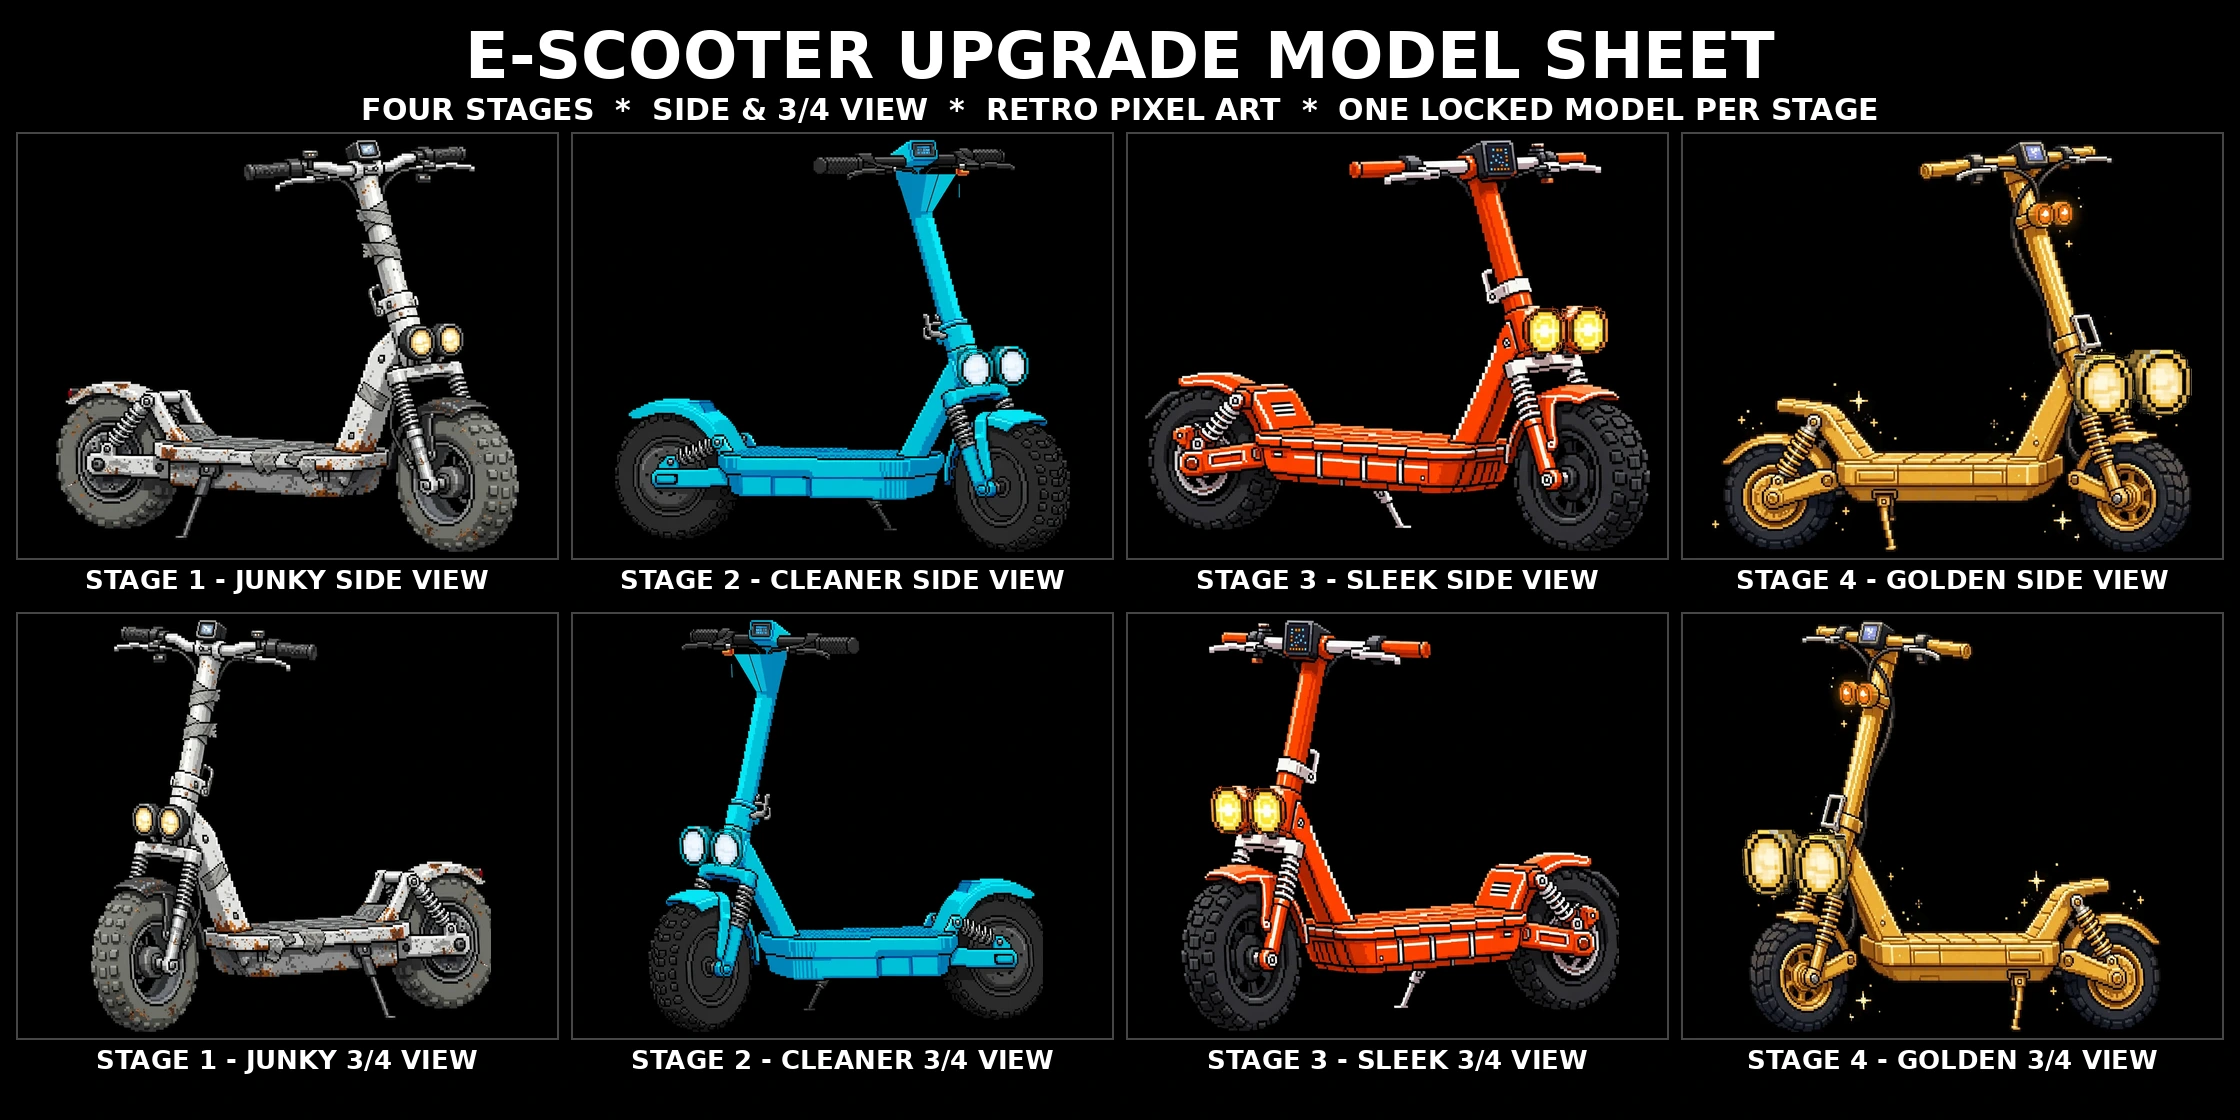 E-SCOOTER UPGRADE MODEL SHEET
FOUR STAGES * SIDE & 3/4 VIEW * RETRO PIXEL ART * ONE LOCKED MODEL PER STAGE
STAGE 1 - JUNKY SIDE VIEW
STAGE 2 - CLEANER SIDE VIEW
STAGE 3 - SLEEK SIDE VIEW
STAGE 4 - GOLDEN SIDE VIEW
STAGE 1 - JUNKY 3/4 VIEW
STAGE 2 - CLEANER 3/4 VIEW
STAGE 3 - SLEEK 3/4 VIEW
STAGE 4 - GOLDEN 3/4 VIEW